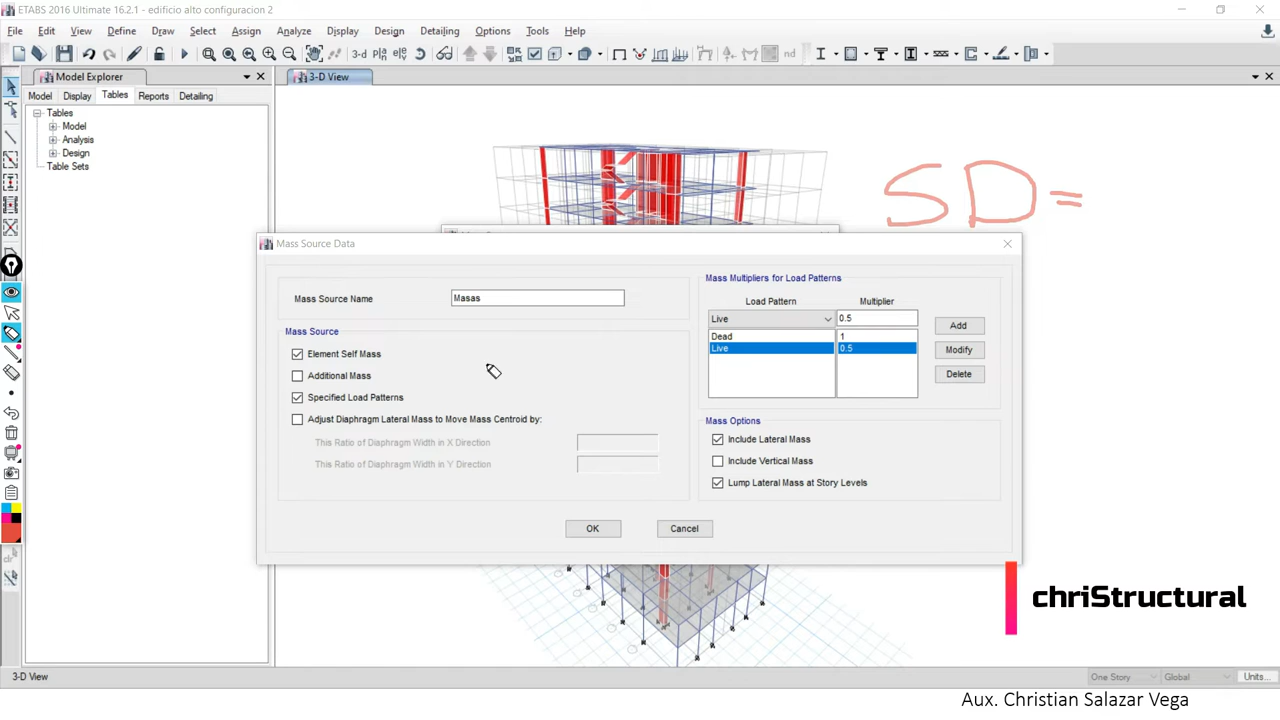 ETABS 2016 Ultimate 16.2.1 - edificio alto configuracion 2
File Edit View Define Draw Select Assign Analyze Display Design Detailing Options Tools Help
3-d nd
Model Explorer
3-D View
Model Display Tables Reports Detailing
Tables
Model
Analysis
Design
Table Sets
SD=
Mass Source Data
Mass Source Name Masas
Mass Source
Element Self Mass
Additional Mass
Specified Load Patterns
Adjust Diaphragm Lateral Mass to Move Mass Centroid by:
This Ratio of Diaphragm Width in X Direction
This Ratio of Diaphragm Width in Y Direction
Mass Multipliers for Load Patterns
Load Pattern Multiplier
Live 0.5 Add
Dead 1
Live 0.5 Modify
Delete
Mass Options
Include Lateral Mass
Include Vertical Mass
Lump Lateral Mass at Story Levels
OK Cancel
chriStructural
3-D View One Story Global Units...
Aux. Christian Salazar Vega